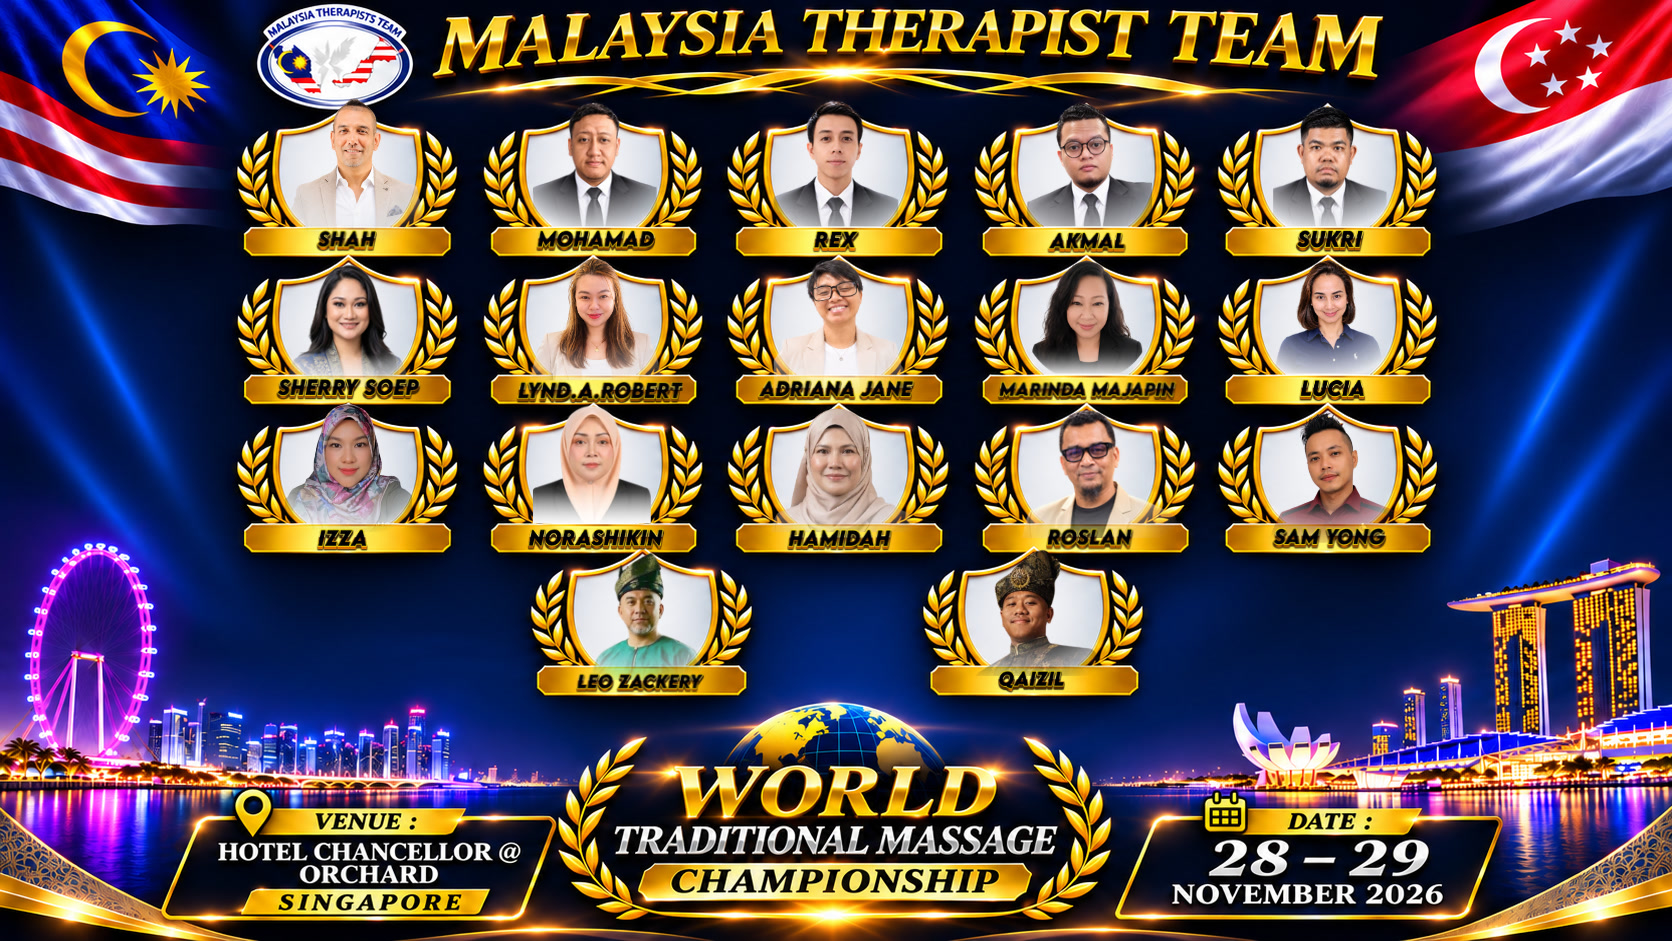 MALAYSIA THERAPISTS TEAM
MALAYSIA THERAPIST TEAM
SHAH
MOHAMAD
REX
AKMAL
SUKRI
SHERRY SOEP
LYND.A.ROBERT
ADRIANA JANE
MARINDA MAJAPIN
LUCIA
IZZA
NORASHIKIN
HAMIDAH
ROSLAN
SAM YONG
LEO ZACKERY
QAIZIL
WORLD
TRADITIONAL MASSAGE
CHAMPIONSHIP
VENUE :
HOTEL CHANCELLOR @
ORCHARD
SINGAPORE
DATE :
28 – 29
NOVEMBER 2026